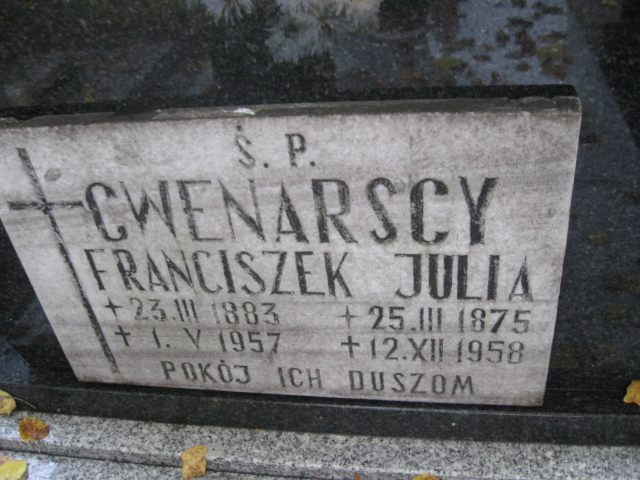 Ś. P.
CWENARSCY
FRANCISZEK JULIA
+ 23.III 1883 + 25.III 1875
+ 1. V 1957 + 12.XII 1958
POKÓJ ICH DUSZOM